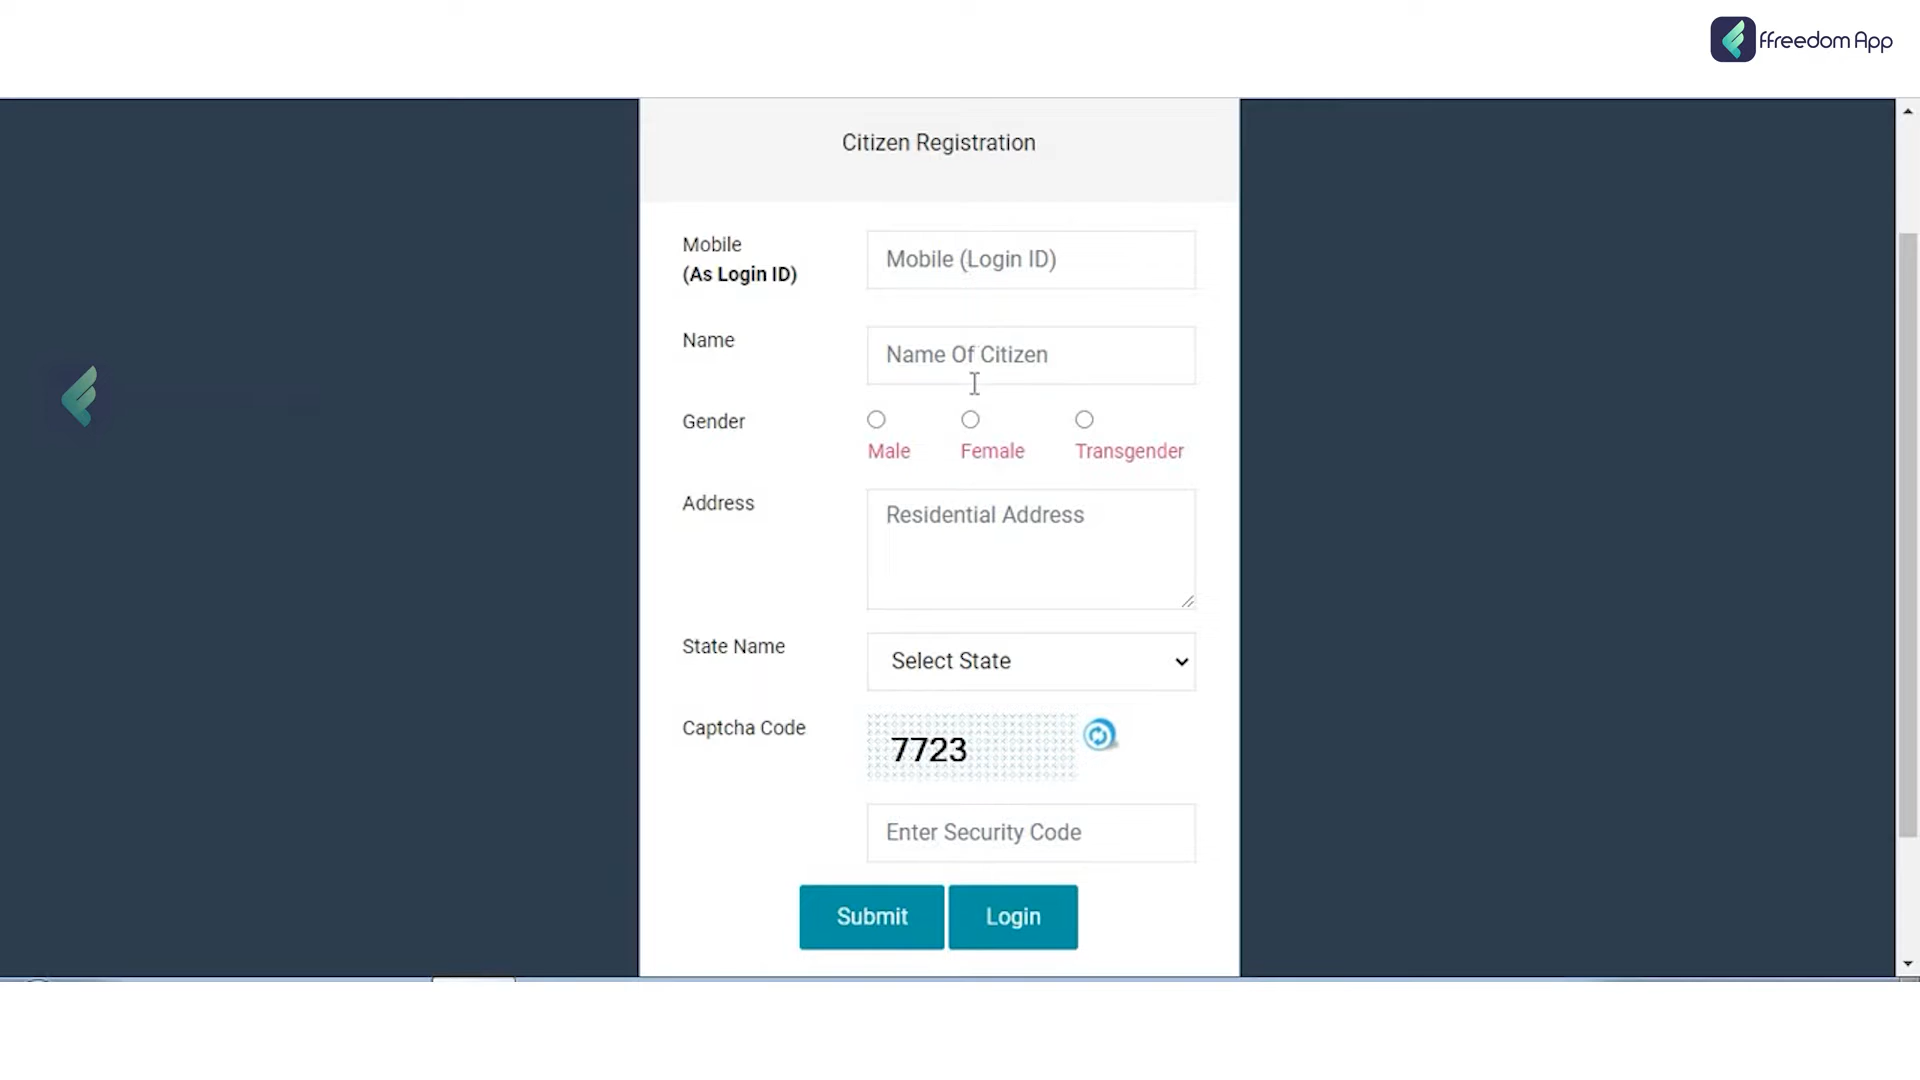 ffreedom App
Citizen Registration
Mobile
(As Login ID)
Mobile (Login ID)
Name
Name Of Citizen
Gender
Male
Female
Transgender
Address
Residential Address
State Name
Select State
Captcha Code
7723
Enter Security Code
Submit
Login